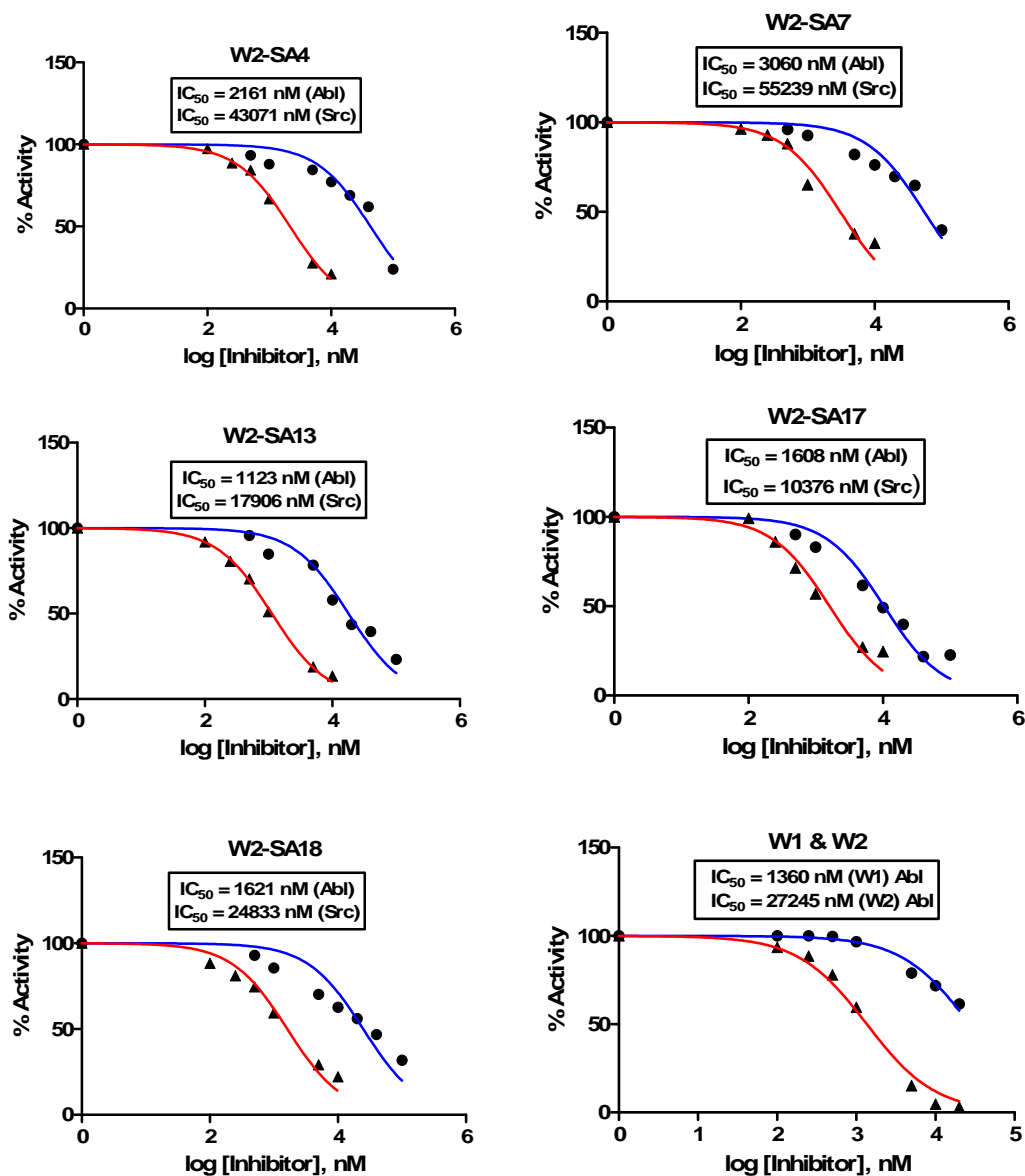 W2-SA4
IC50 = 2161 nM (Abl)
IC50 = 43071 nM (Src)
150
100
50
0
% Activity
0 2 4 6
log [Inhibitor], nM
W2-SA7
IC50 = 3060 nM (Abl)
IC50 = 55239 nM (Src)
150
100
50
0
% Activity
0 2 4 6
log [Inhibitor], nM
W2-SA13
IC50 = 1123 nM (Abl)
IC50 = 17906 nM (Src)
150
100
50
0
% Activity
0 2 4 6
log [Inhibitor], nM
W2-SA17
IC50 = 1608 nM (Abl)
IC50 = 10376 nM (Src)
150
100
50
0
% Activity
0 2 4 6
log [Inhibitor], nM
W2-SA18
IC50 = 1621 nM (Abl)
IC50 = 24833 nM (Src)
150
100
50
0
% Activity
0 2 4 6
log [Inhibitor], nM
W1 & W2
IC50 = 1360 nM (W1) Abl
IC50 = 27245 nM (W2) Abl
150
100
50
0
% Activity
0 1 2 3 4 5
log [Inhibitor], nM